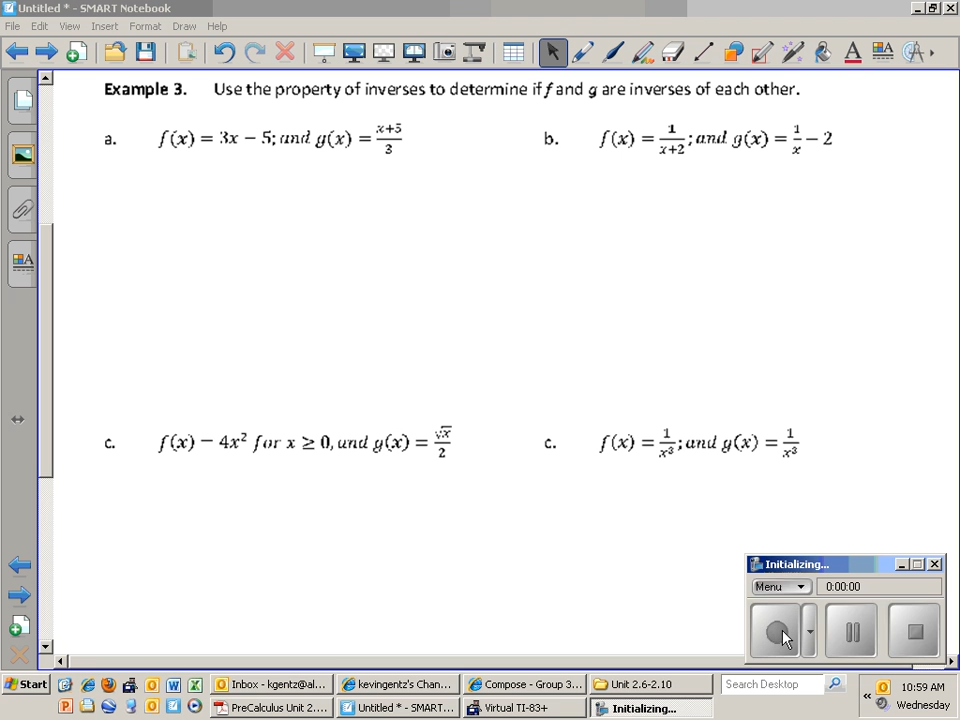 Untitled * - SMART Notebook
File Edit View Insert Format Draw Help
Example 3. Use the property of inverses to determine if f and g are inverses of each other.
a. f(x) = 3x − 5; and g(x) = x+5/3
b. f(x) = 1/x+2; and g(x) = 1/x − 2
c. f(x) − 4x² for x ≥ 0, and g(x) = √x/2
c. f(x) = 1/x³; and g(x) = 1/x³
Initializing...
Menu 0:00:00
Start Inbox - kgentz@al... kevingentz's Chan... Compose - Group 3... Unit 2.6-2.10 Search Desktop 10:59 AM
PreCalculus Unit 2.... Untitled * - SMART... Virtual TI-83+ Initializing... Wednesday